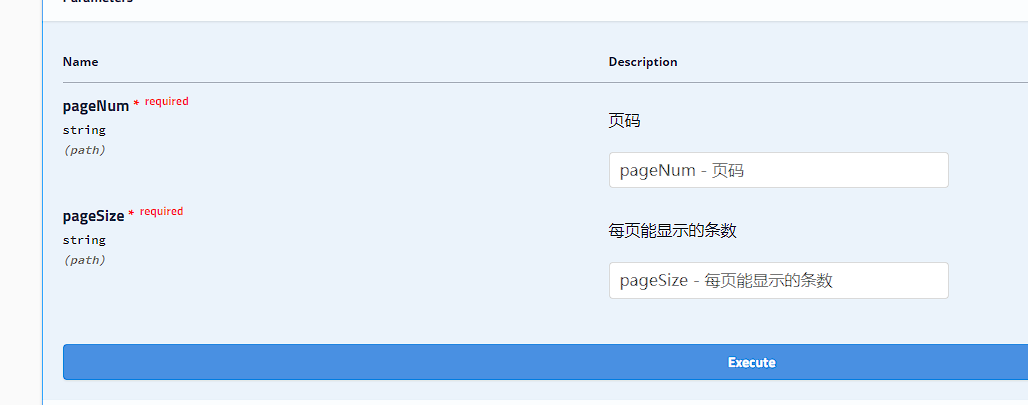 Parameters
Name Description
pageNum * required
string
(path)
页码
pageNum - 页码
pageSize * required
string
(path)
每页能显示的条数
pageSize - 每页能显示的条数
Execute